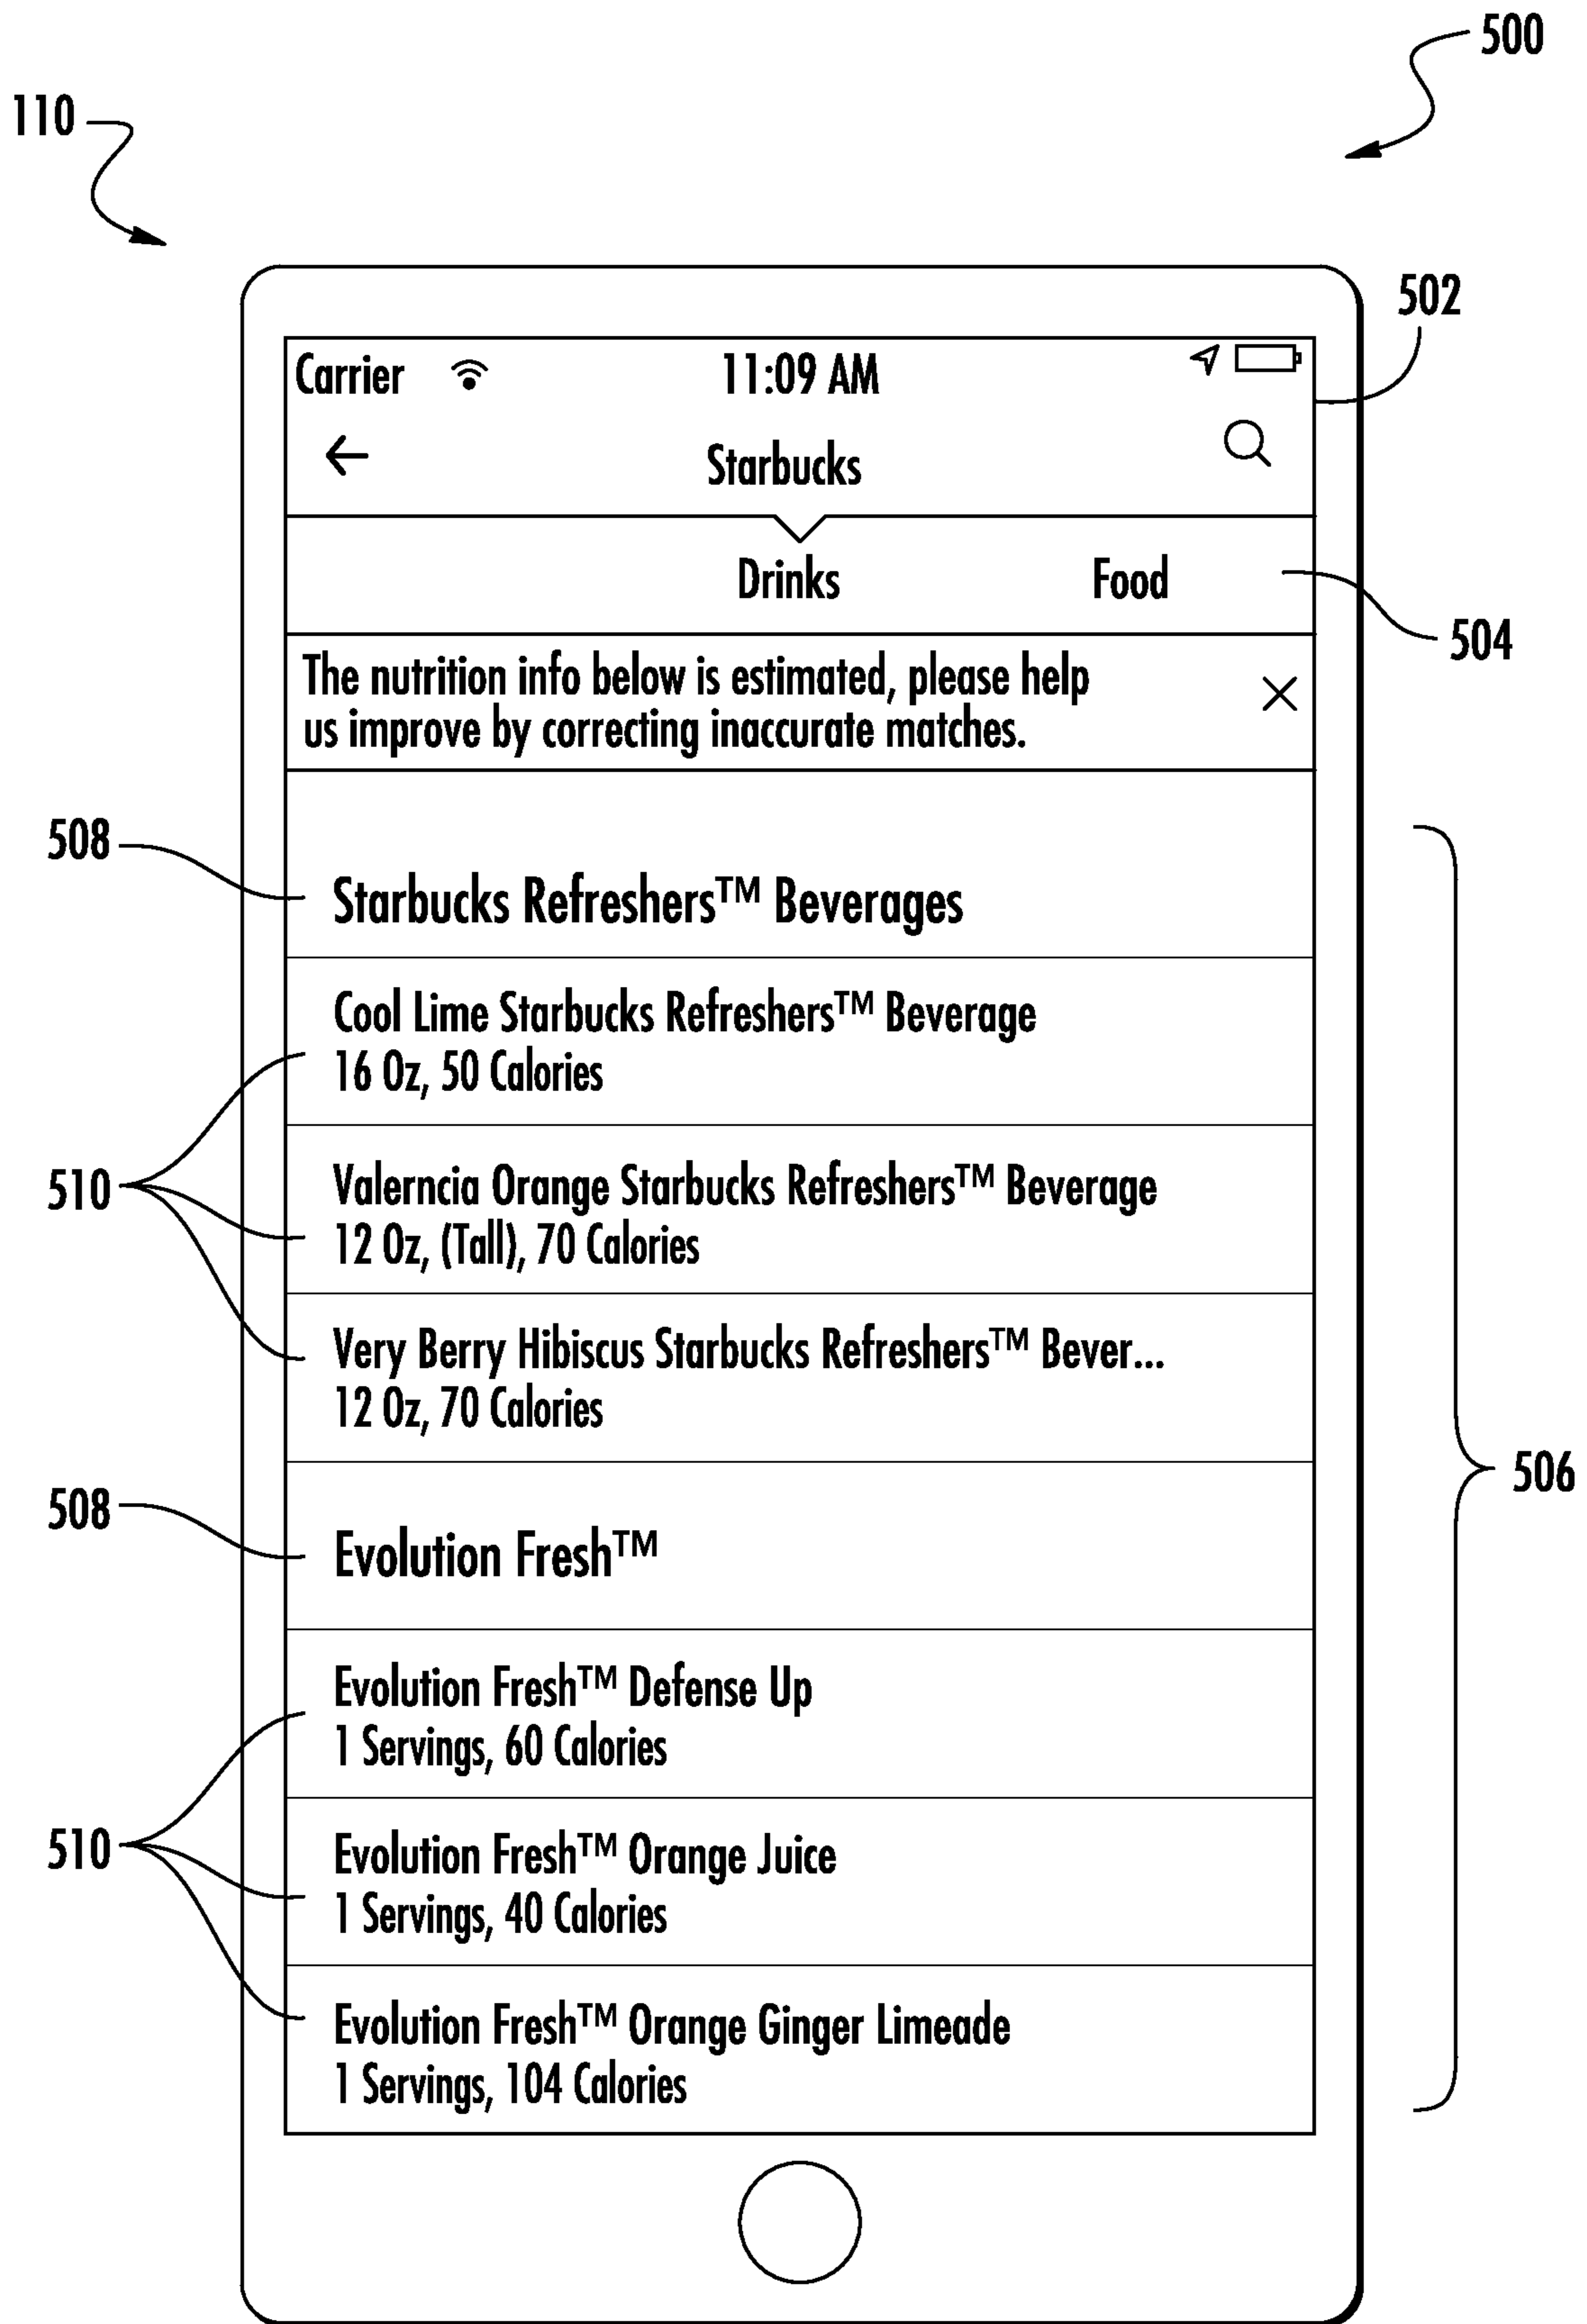 500
110
502
Carrier 11:09 AM
Starbucks
Drinks Food
504
The nutrition info below is estimated, please help
us improve by correcting inaccurate matches.
508
Starbucks Refreshers™ Beverages
Cool Lime Starbucks Refreshers™ Beverage
16 Oz, 50 Calories
510
Valerncia Orange Starbucks Refreshers™ Beverage
12 Oz, (Tall), 70 Calories
Very Berry Hibiscus Starbucks Refreshers™ Bever...
12 Oz, 70 Calories
506
508
Evolution Fresh™
Evolution Fresh™ Defense Up
1 Servings, 60 Calories
510
Evolution Fresh™ Orange Juice
1 Servings, 40 Calories
Evolution Fresh™ Orange Ginger Limeade
1 Servings, 104 Calories